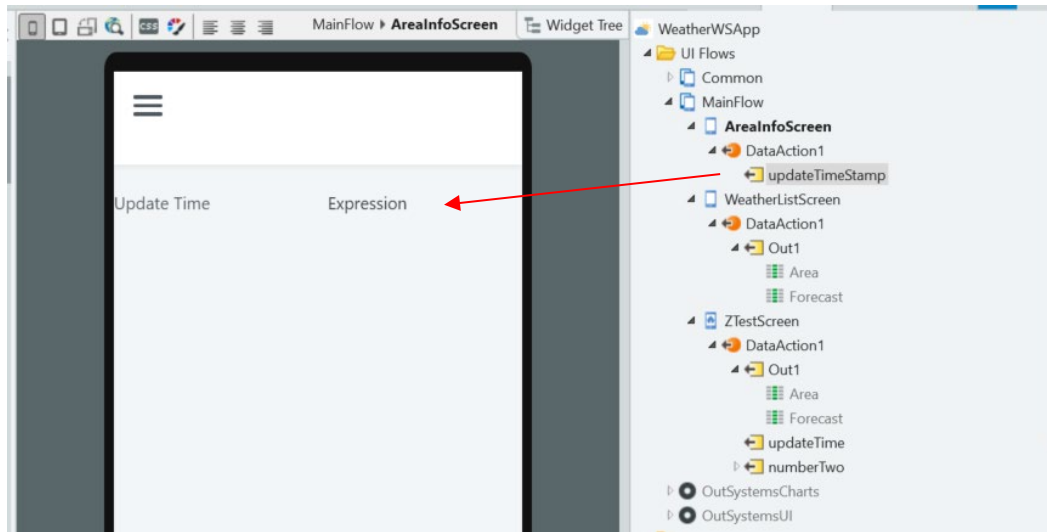 CSS
MainFlow AreaInfoScreen
Widget Tree
Update Time
Expression
WeatherWSApp
UI Flows
Common
MainFlow
AreaInfoScreen
DataAction1
updateTimeStamp
WeatherListScreen
DataAction1
Out1
Area
Forecast
ZTestScreen
DataAction1
Out1
Area
Forecast
updateTime
numberTwo
OutSystemsCharts
OutSystemsUI